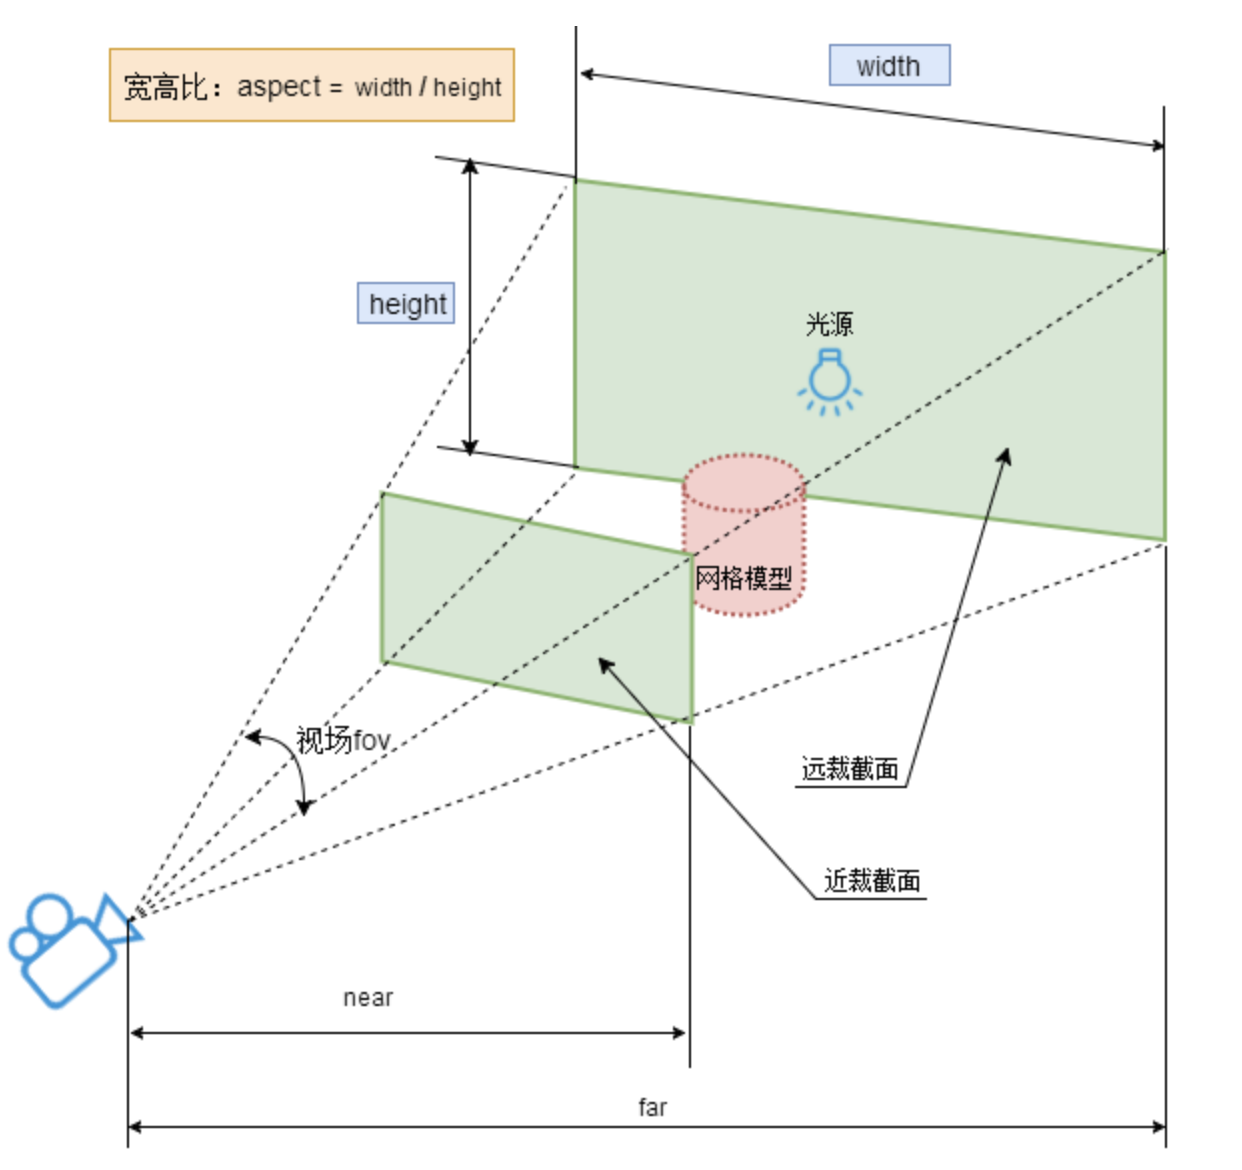 宽高比：aspect = width / height
width
height
光源
网格模型
视场fov
远裁截面
近裁截面
near
far